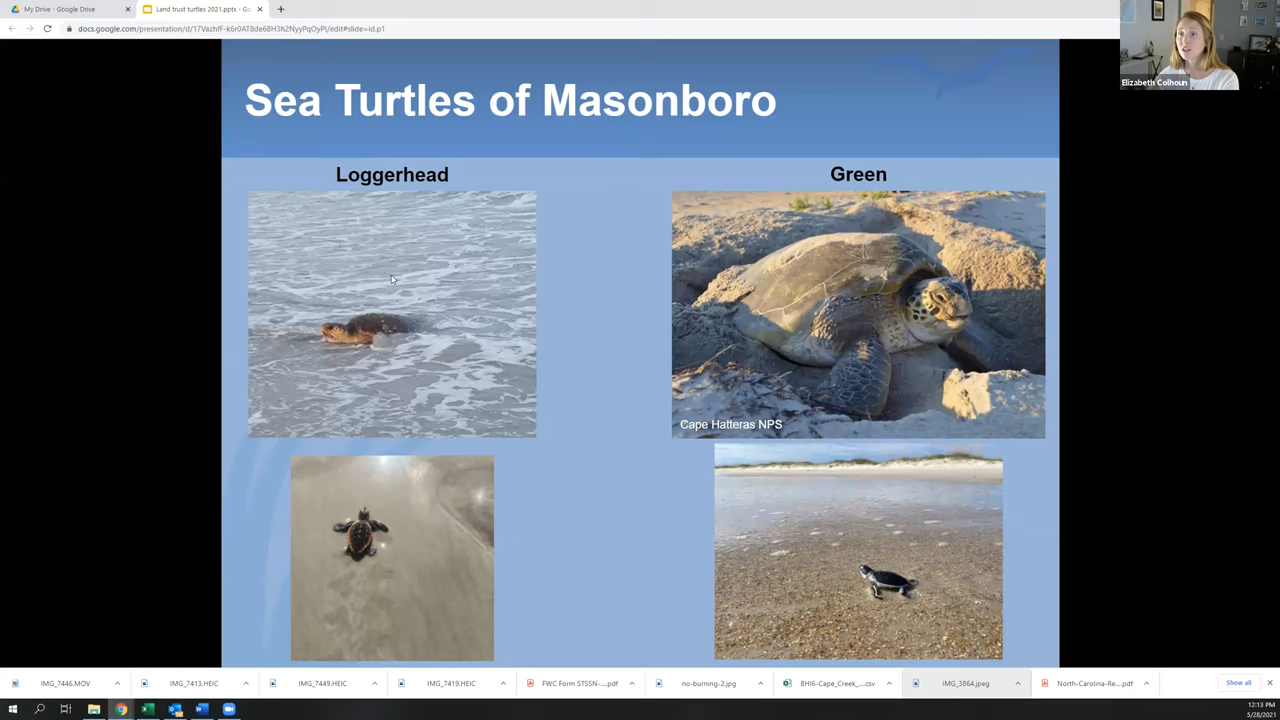 My Drive - Google Drive
Land trust turtles 2021.pptx - Go
docs.google.com/presentation/d/17VazhfF-k6r0AT8de68H3h2NyyPqOyPI/edit#slide=id.p1
Elizabeth Colhoun
Sea Turtles of Masonboro
Loggerhead
Green
Cape Hatteras NPS
IMG_7446.MOV
IMG_7413.HEIC
IMG_7449.HEIC
IMG_7419.HEIC
FWC Form STSSN-....pdf
no-burning-2.jpg
BHI6-Cape_Creek_....csv
IMG_3864.jpeg
North-Carolina-Re....pdf
Show all
12:13 PM
5/28/2021